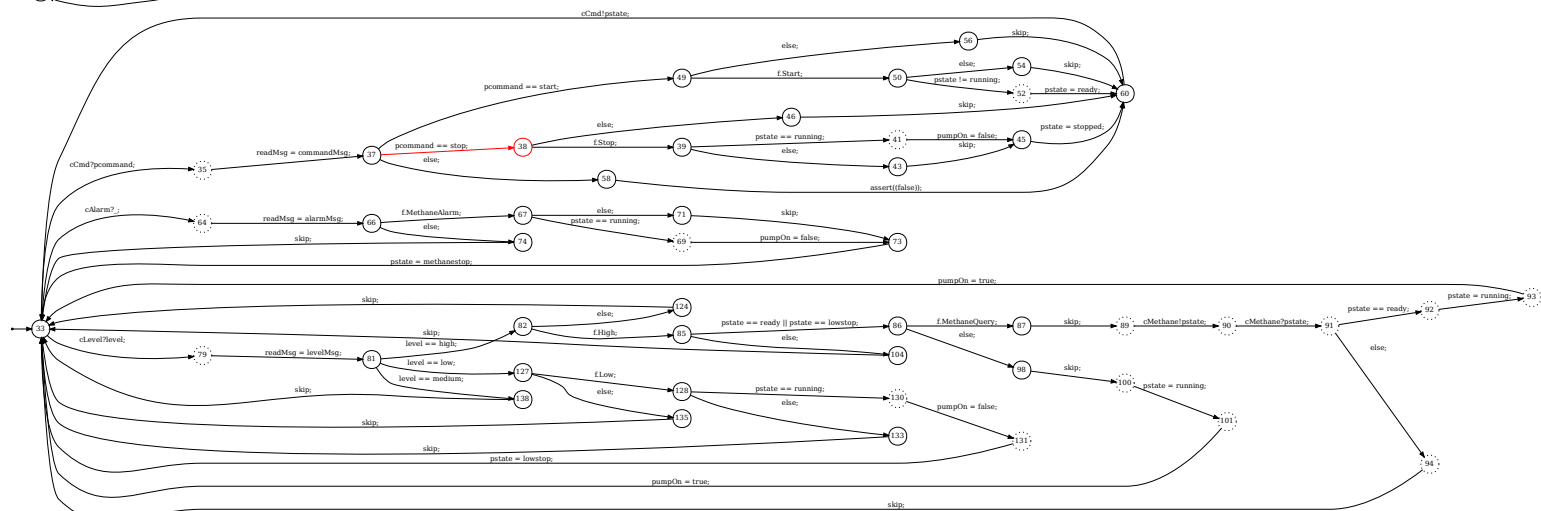 cCmd!pstate;
56
skip;
else;
54
else;
skip;
49
f.Start;
50
pstate != running;
pcommand == start;
52
pstate = ready;
60
skip;
46
else;
pstate = stopped;
pstate == running;
41
pumpOn = false;
45
f.Stop;
39
38
pcommand == stop;
skip;
else;
readMsg = commandMsg;
37
else;
43
cCmd?pcommand;
35
58
assert((false));
cAlarm?_;
f.MethaneAlarm;
67
else;
71
skip;
64
readMsg = alarmMsg;
66
pstate == running;
else;
skip;
74
69
pumpOn = false;
73
pstate = methanestop;
pumpOn = true;
93
skip;
124
pstate = running;
else;
pstate == ready;
92
33
skip;
82
f.High;
85
pstate == ready || pstate == lowstop;
86
f.MethaneQuery;
87
skip;
89
cMethane!pstate;
90
cMethane?pstate;
91
cLevel?level;
level == high;
else;
else;
else;
79
readMsg = levelMsg;
81
104
level == low;
127
f.Low;
98
skip;
level == medium;
100
pstate = running;
skip;
138
else;
128
pstate == running;
130
else;
pumpOn = false;
skip;
135
101
skip;
133
131
pstate = lowstop;
94
pumpOn = true;
skip;